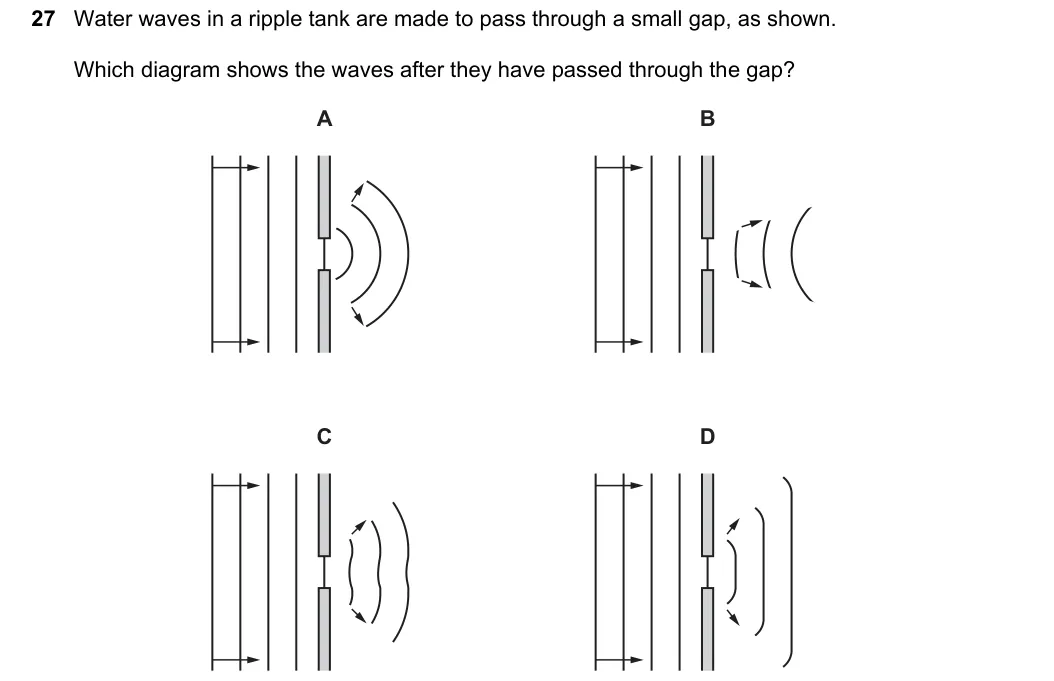 27 Water waves in a ripple tank are made to pass through a small gap, as shown.
Which diagram shows the waves after they have passed through the gap?
A
B
C
D